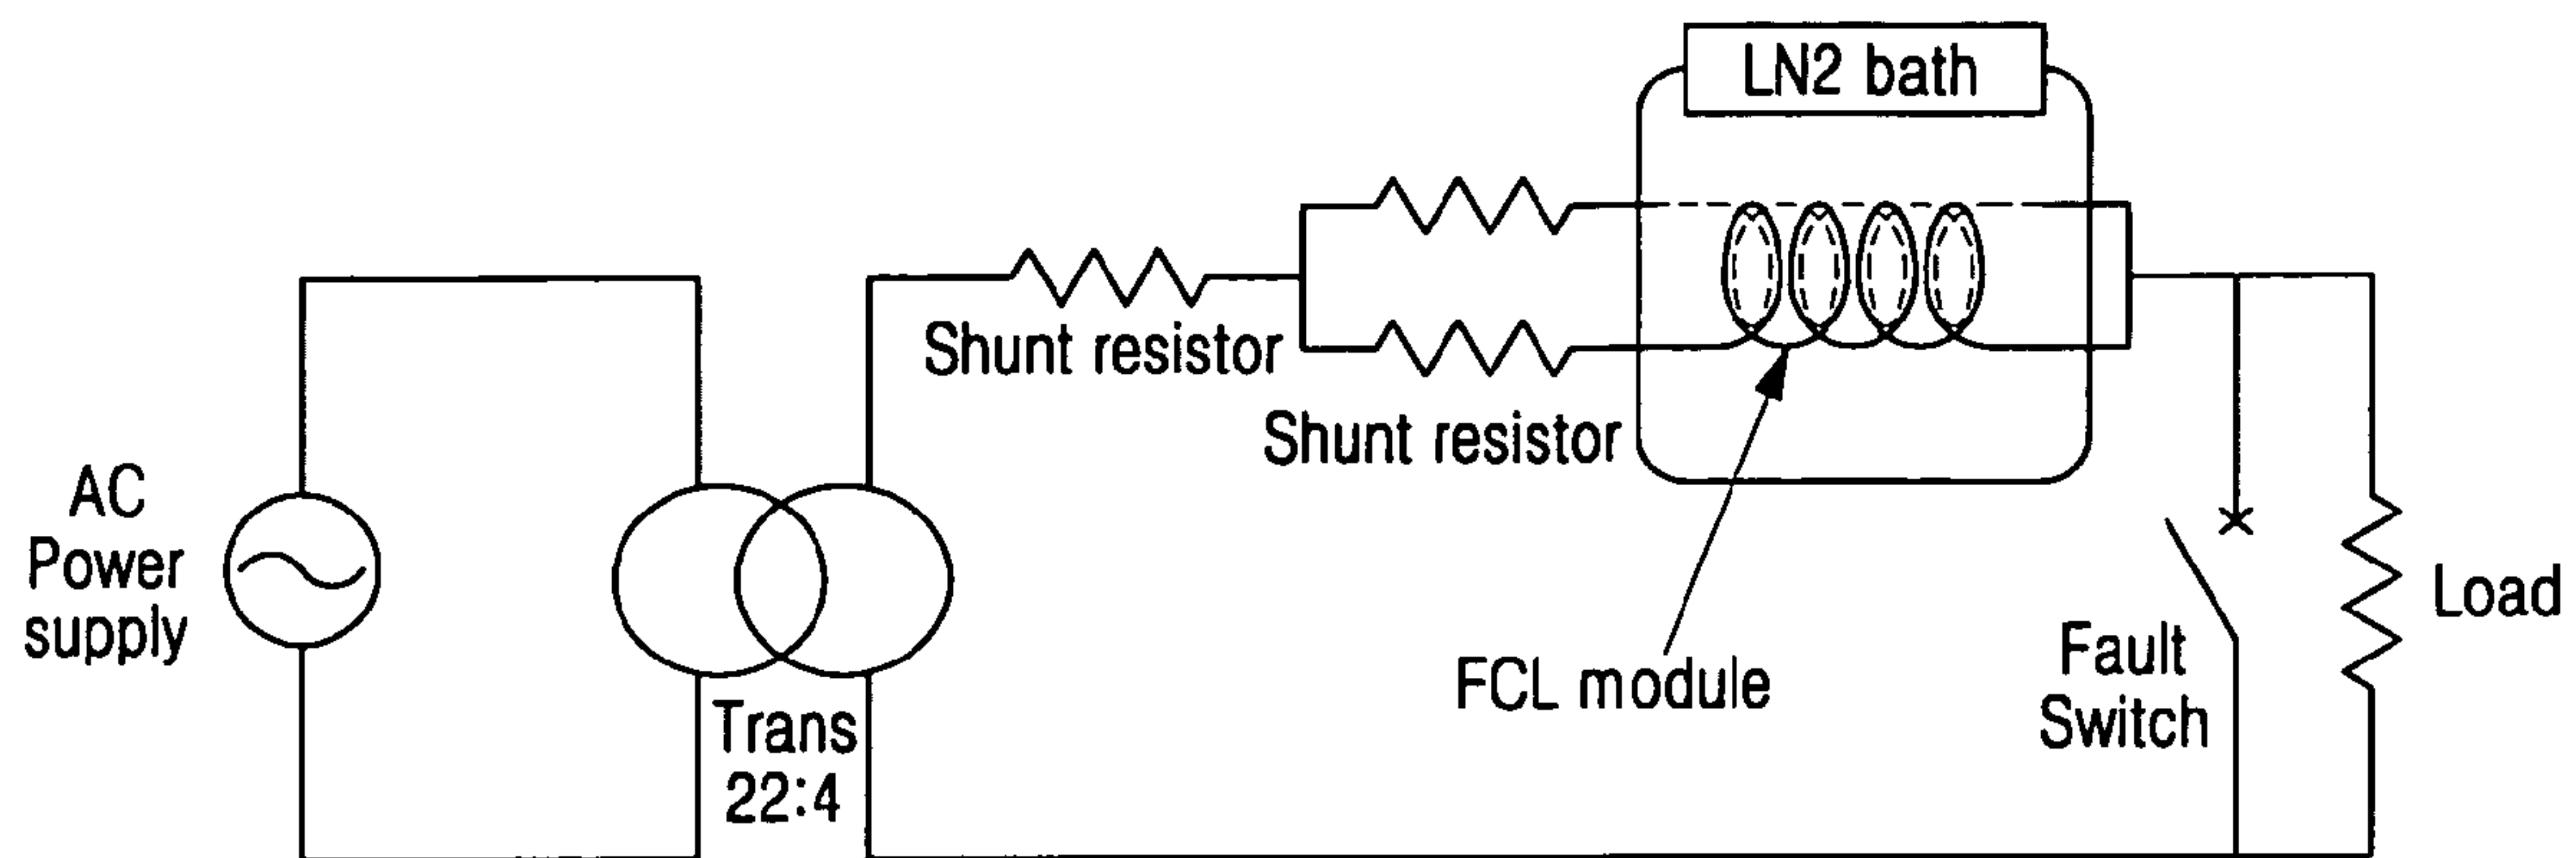 LN2 bath
Shunt resistor
Shunt resistor
AC
Power
supply
Trans
22:4
FCL module
Fault
Switch
Load